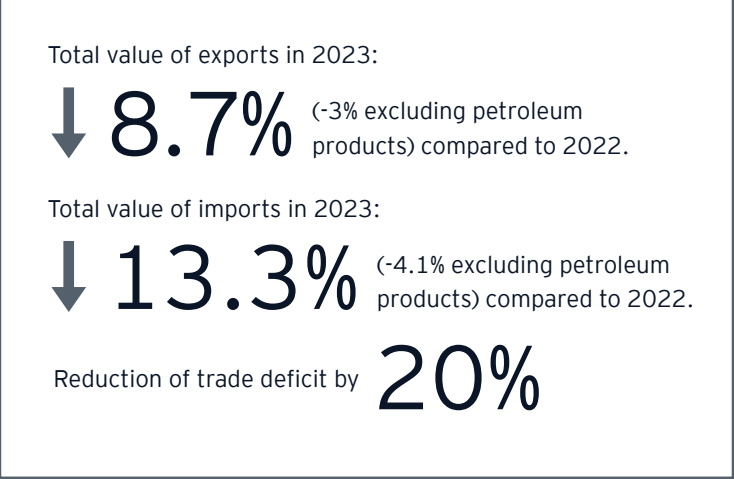 Total value of exports in 2023:
8.7% (-3% excluding petroleum
products) compared to 2022.
Total value of imports in 2023:
13.3% (-4.1% excluding petroleum
products) compared to 2022.
Reduction of trade deficit by 20%